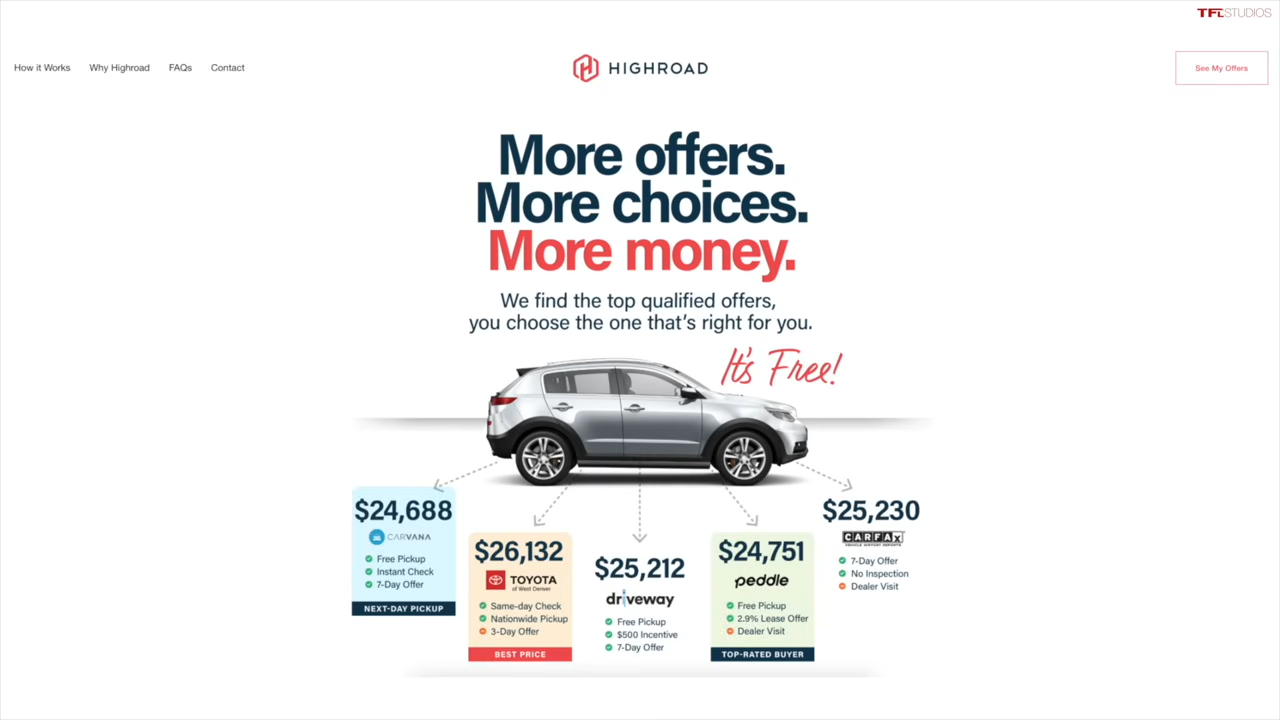 TFLSTUDIOS
How it Works
Why Highroad
FAQs
Contact
HIGHROAD
See My Offers
More offers.
More choices.
More money.
We find the top qualified offers,
you choose the one that's right for you.
It's Free!
$24,688
CARVANA
Free Pickup
Instant Check
7-Day Offer
NEXT-DAY PICKUP
$26,132
TOYOTA
of West Denver
Same-day Check
Nationwide Pickup
3-Day Offer
BEST PRICE
$25,212
driveway
Free Pickup
$500 Incentive
7-Day Offer
$24,751
peddle
Free Pickup
2.9% Lease Offer
Dealer Visit
TOP-RATED BUYER
$25,230
CARFAX
VEHICLE HISTORY REPORTS
7-Day Offer
No Inspection
Dealer Visit